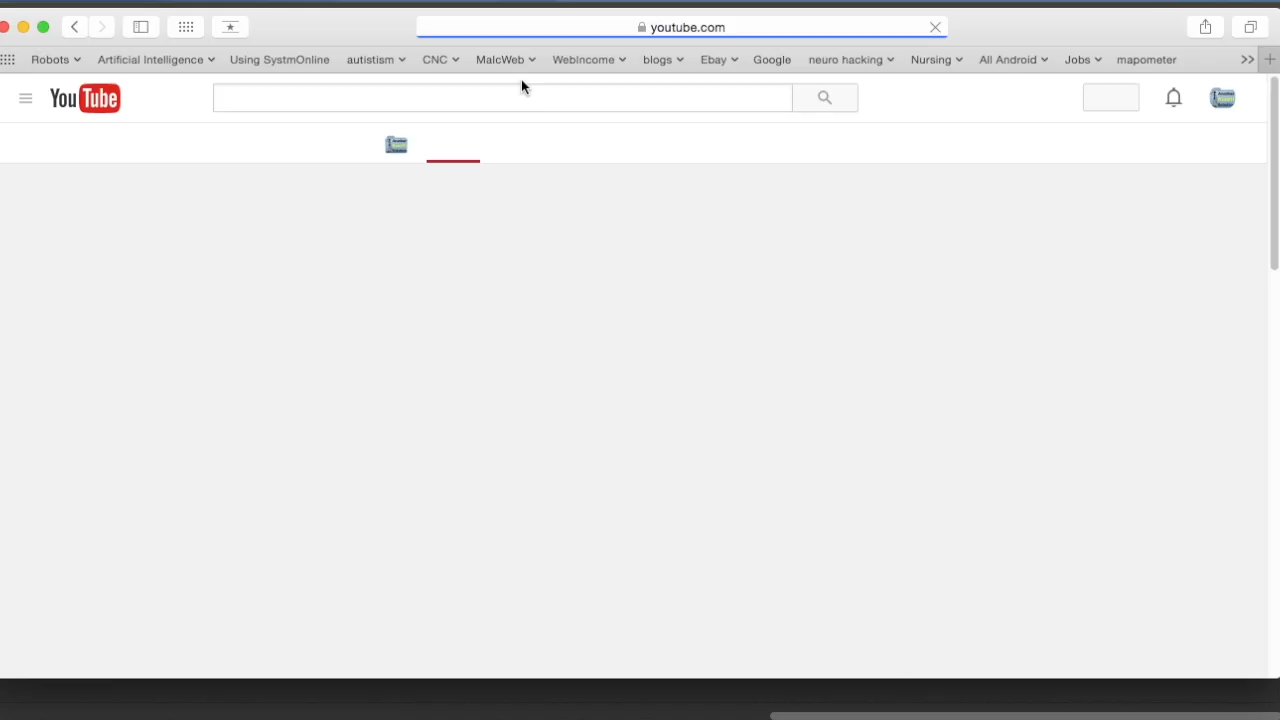 youtube.com
Robots Artificial Intelligence Using SystmOnline autistism CNC MalcWeb WebIncome blogs Ebay Google neuro hacking Nursing All Android Jobs mapometer
YouTube